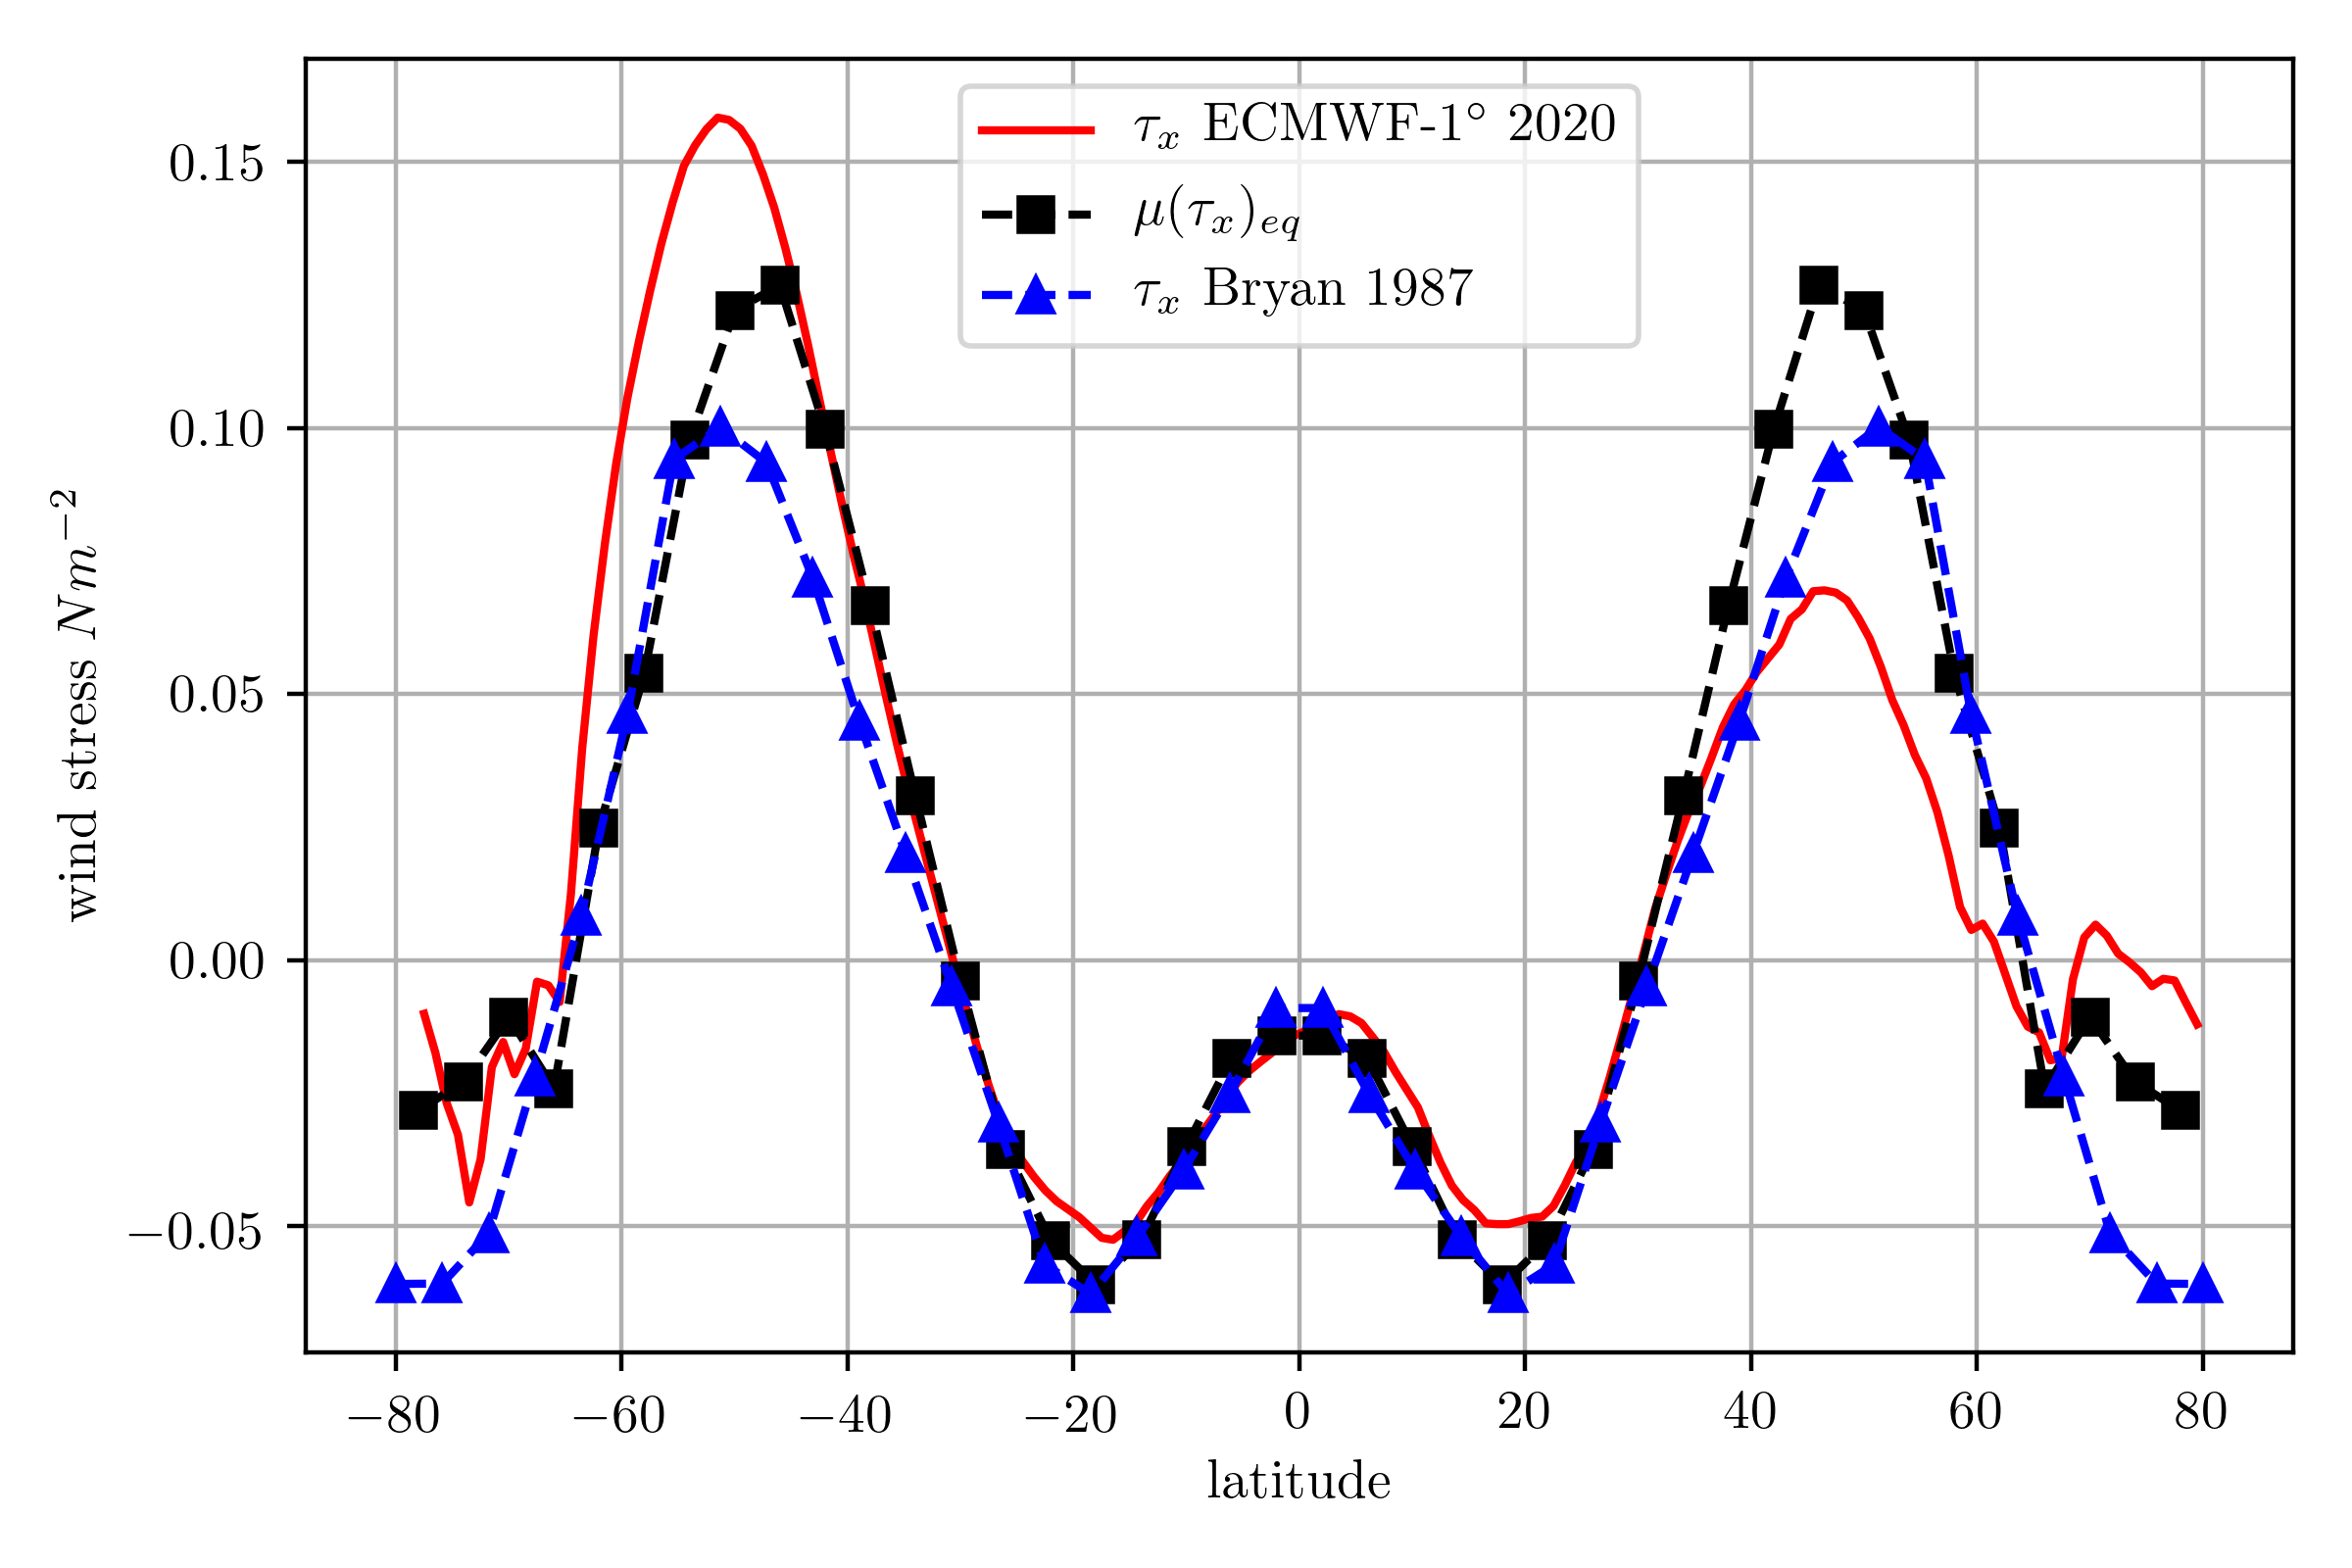 τx ECMWF-1° 2020
μ(τx)eq
τx Bryan 1987
wind stress Nm−2
0.15
0.10
0.05
0.00
−0.05
−80 −60 −40 −20 0 20 40 60 80
latitude